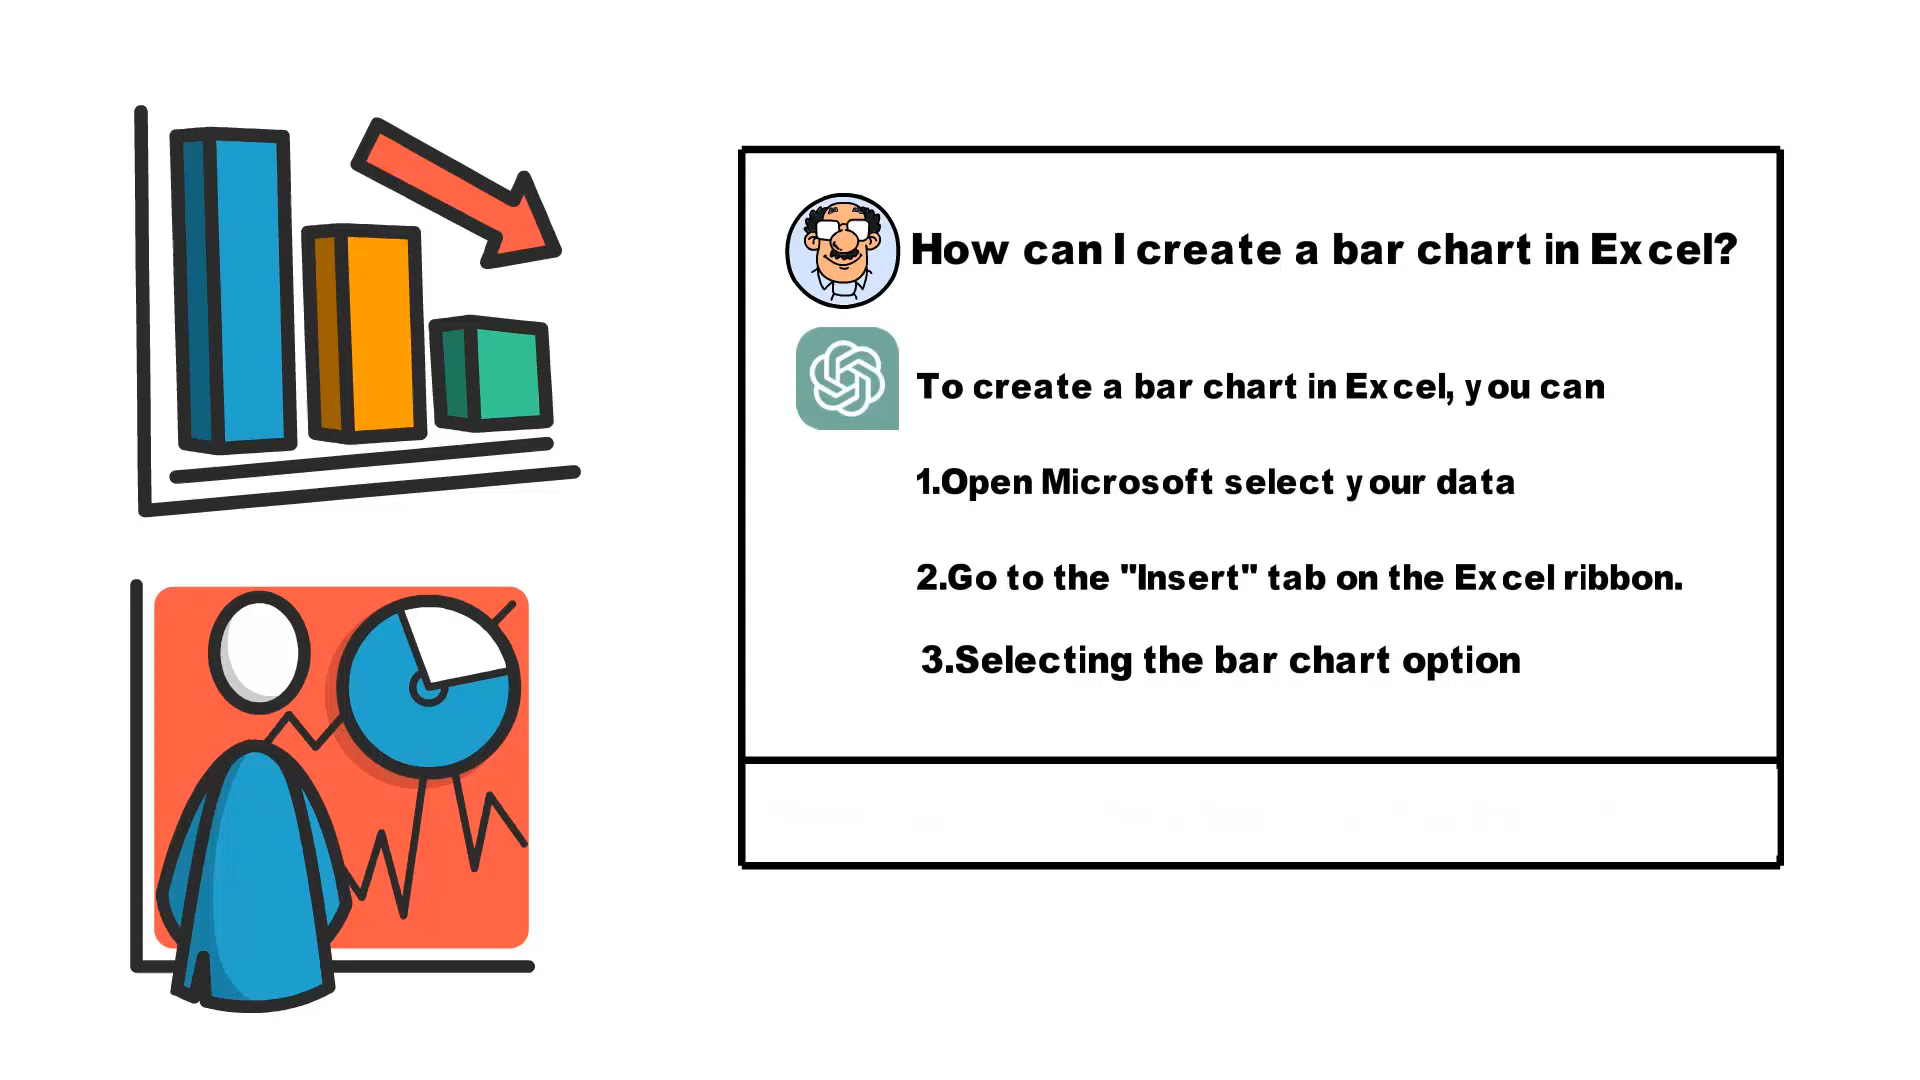 How can I create a bar chart in Excel?
To create a bar chart in Excel, you can
1.Open Microsoft select your data
2.Go to the "Insert" tab on the Excel ribbon.
3.Selecting the bar chart option